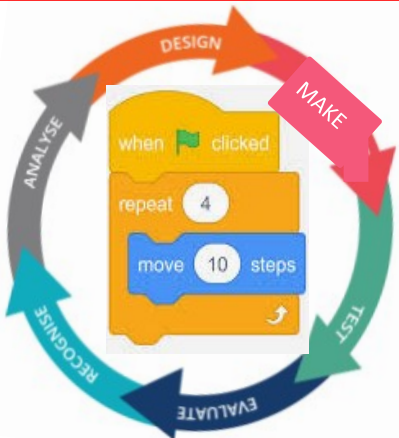 DESIGN
MAKE
TEST
EVALUATE
RECOGNISE
ANALYSE
when clicked
repeat 4
move 10 steps